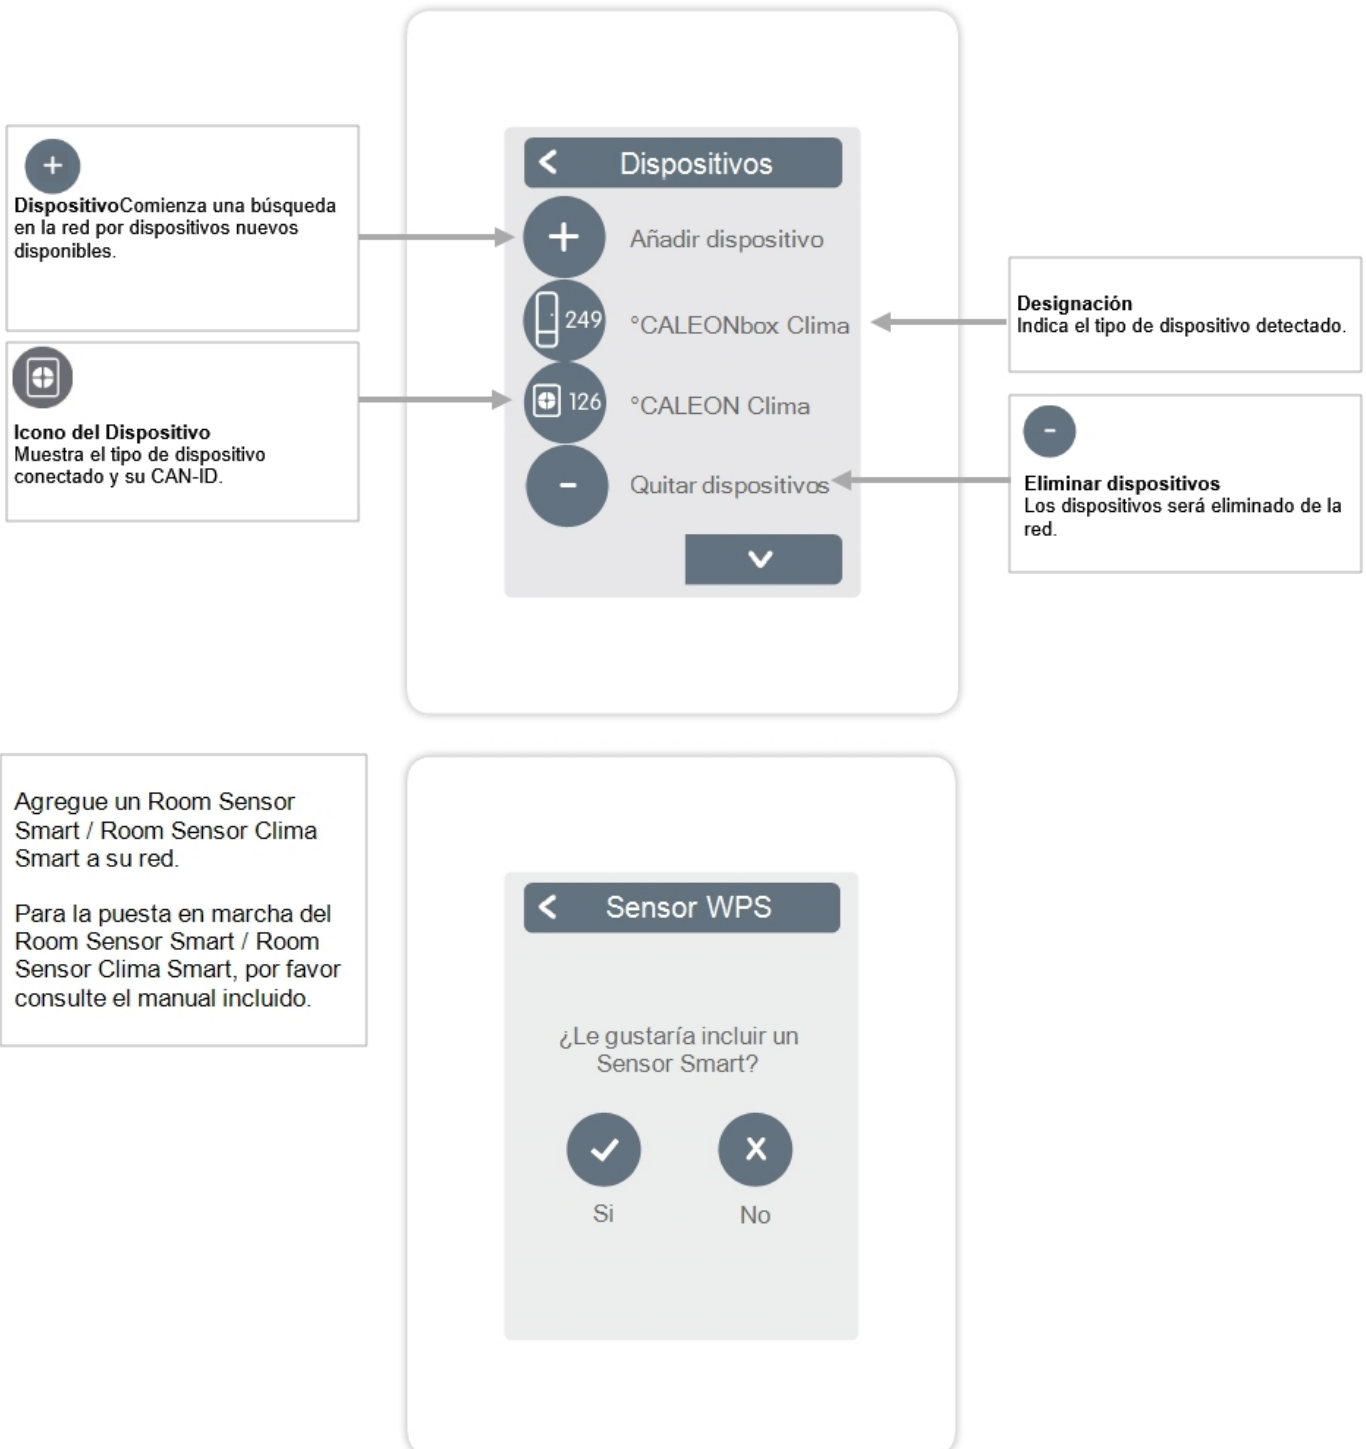 +
DispositivoComienza una búsqueda
en la red por dispositivos nuevos
disponibles.
Icono del Dispositivo
Muestra el tipo de dispositivo
conectado y su CAN-ID.
< Dispositivos
+ Añadir dispositivo
249 °CALEONbox Clima
126 °CALEON Clima
- Quitar dispositivos
Designación
Indica el tipo de dispositivo detectado.
-
Eliminar dispositivos
Los dispositivos será eliminado de la
red.
Agregue un Room Sensor
Smart / Room Sensor Clima
Smart a su red.
Para la puesta en marcha del
Room Sensor Smart / Room
Sensor Clima Smart, por favor
consulte el manual incluido.
< Sensor WPS
¿Le gustaría incluir un
Sensor Smart?
Si No